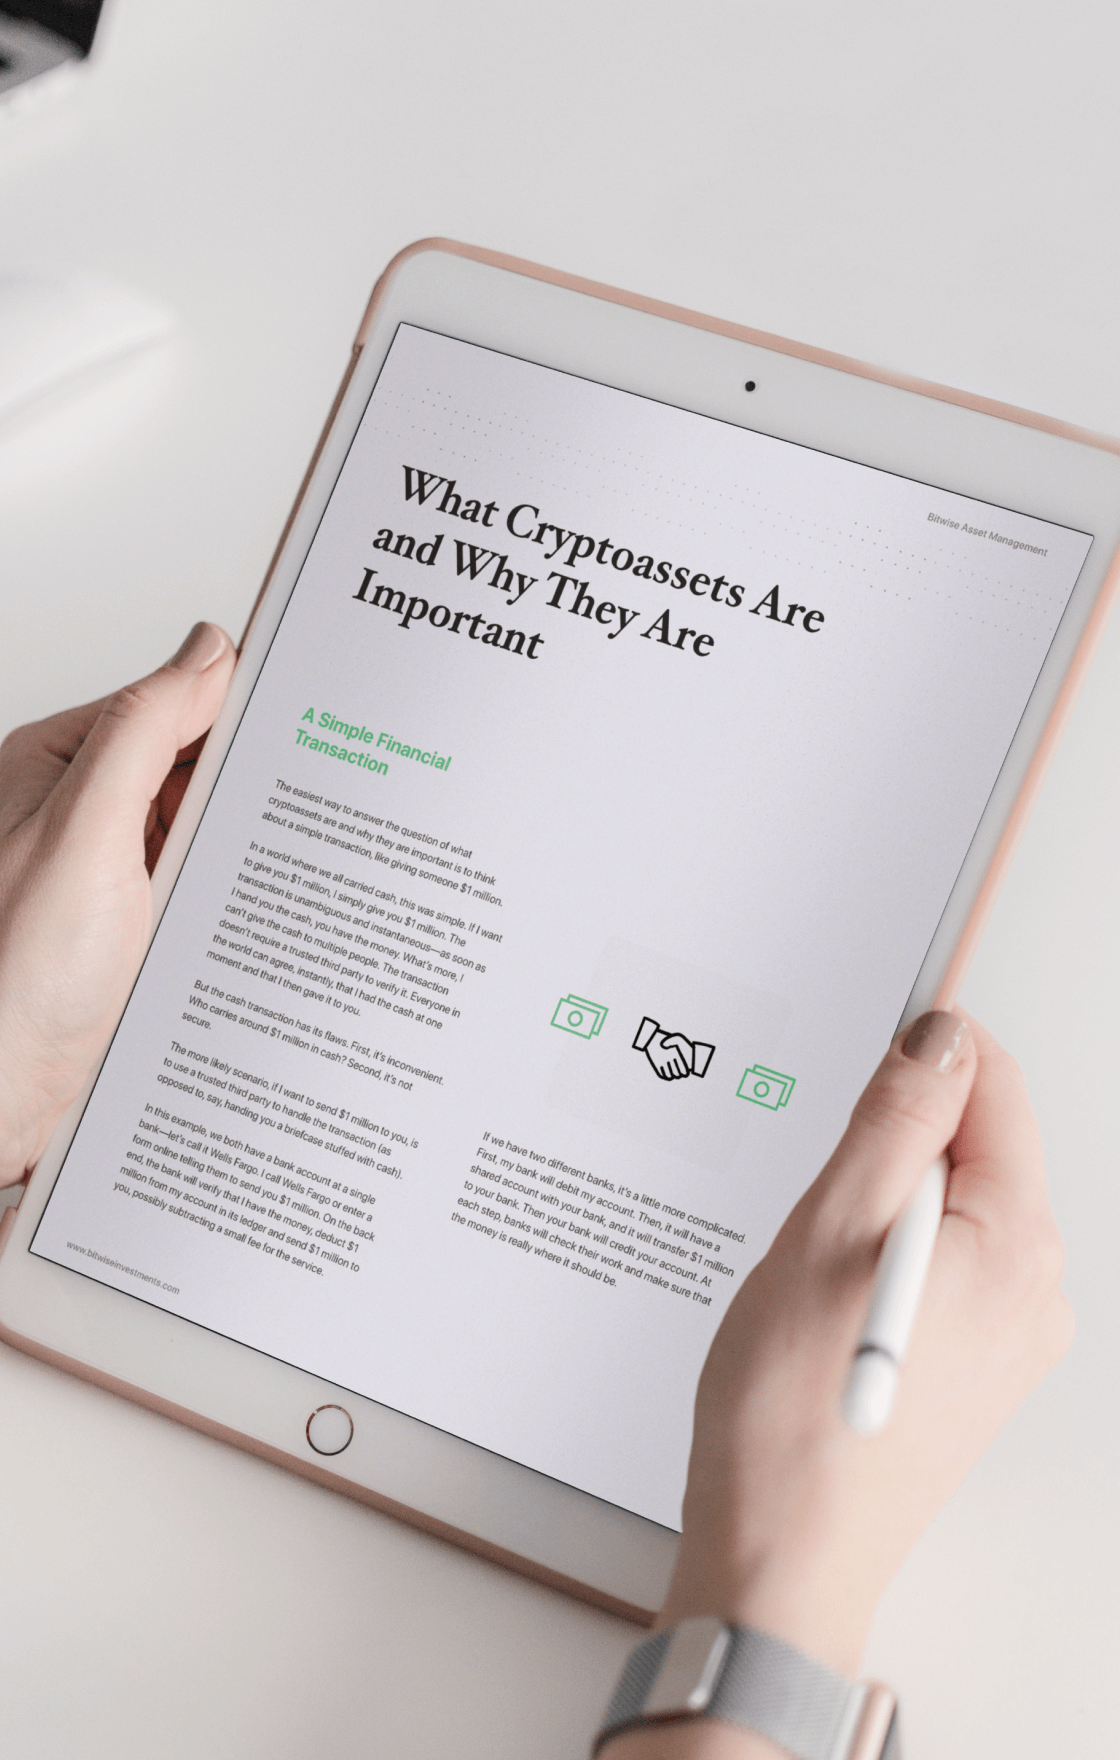 Bitwise Asset Management
What Cryptoassets Are
and Why They Are
Important
A Simple Financial
Transaction
The easiest way to answer the question of what
cryptoassets are and why they are important is to think
about a simple transaction, like giving someone $1 million.
In a world where we all carried cash, this was simple. If I want
to give you $1 million, I simply give you $1 million. The
transaction is unambiguous and instantaneous—as soon as
I hand you the cash, you have the money. What's more, I
can't give the cash to multiple people. The transaction
doesn't require a trusted third party to verify it. Everyone in
the world can agree, instantly, that I had the cash at one
moment and that I then gave it to you.
But the cash transaction has its flaws. First, it's inconvenient.
Who carries around $1 million in cash? Second, it's not
secure.
The more likely scenario, if I want to send $1 million to you, is
to use a trusted third party to handle the transaction (as
opposed to, say, handing you a briefcase stuffed with cash).
In this example, we both have a bank account at a single
bank—let's call it Wells Fargo. I call Wells Fargo or enter a
form online telling them to send you $1 million. On the back
end, the bank will verify that I have the money, deduct $1
million from my account in its ledger and send $1 million to
you, possibly subtracting a small fee for the service.
If we have two different banks, it's a little more complicated.
First, my bank will debit my account. Then, it will have a
shared account with your bank, and it will transfer $1 million
to your bank. Then your bank will credit your account. At
each step, banks will check their work and make sure that
the money is really where it should be.
www.bitwiseinvestments.com